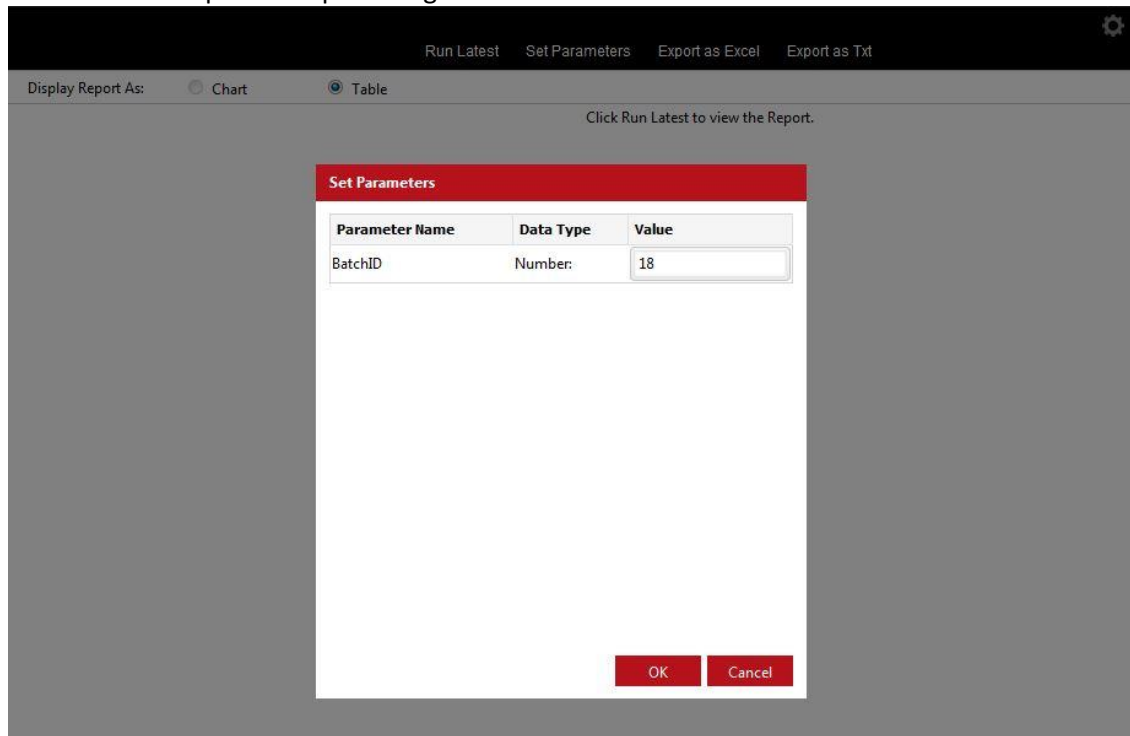 Run Latest Set Parameters Export as Excel Export as Txt
Display Report As: Chart Table
Click Run Latest to view the Report.
Set Parameters
Parameter Name Data Type Value
BatchID Number: 18
OK Cancel